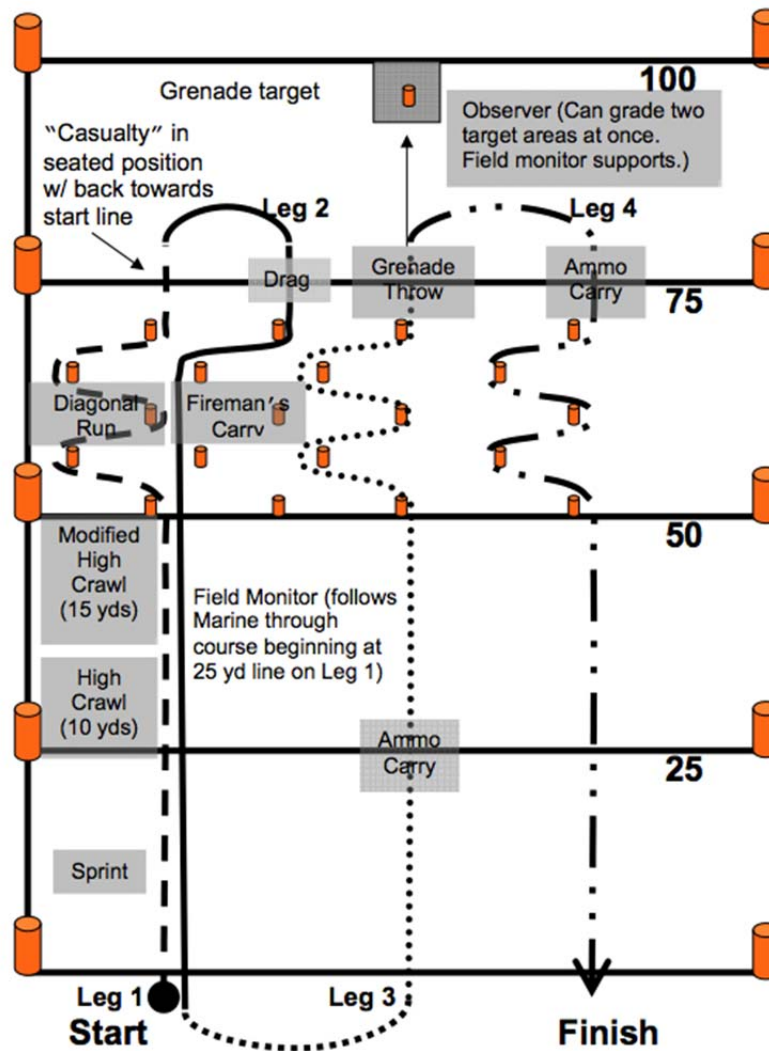 100
Grenade target
Observer (Can grade two
target areas at once.
Field monitor supports.)
"Casualty" in
seated position
w/ back towards
start line
Leg 2
Leg 4
Drag
Grenade
Throw
Ammo
Carry
75
Diagonal
Run
Fireman's
Carry
50
Modified
High
Crawl
(15 yds)
Field Monitor (follows
Marine through
course beginning at
25 yd line on Leg 1)
High
Crawl
(10 yds)
Ammo
Carry
25
Sprint
Leg 1
Leg 3
Start
Finish